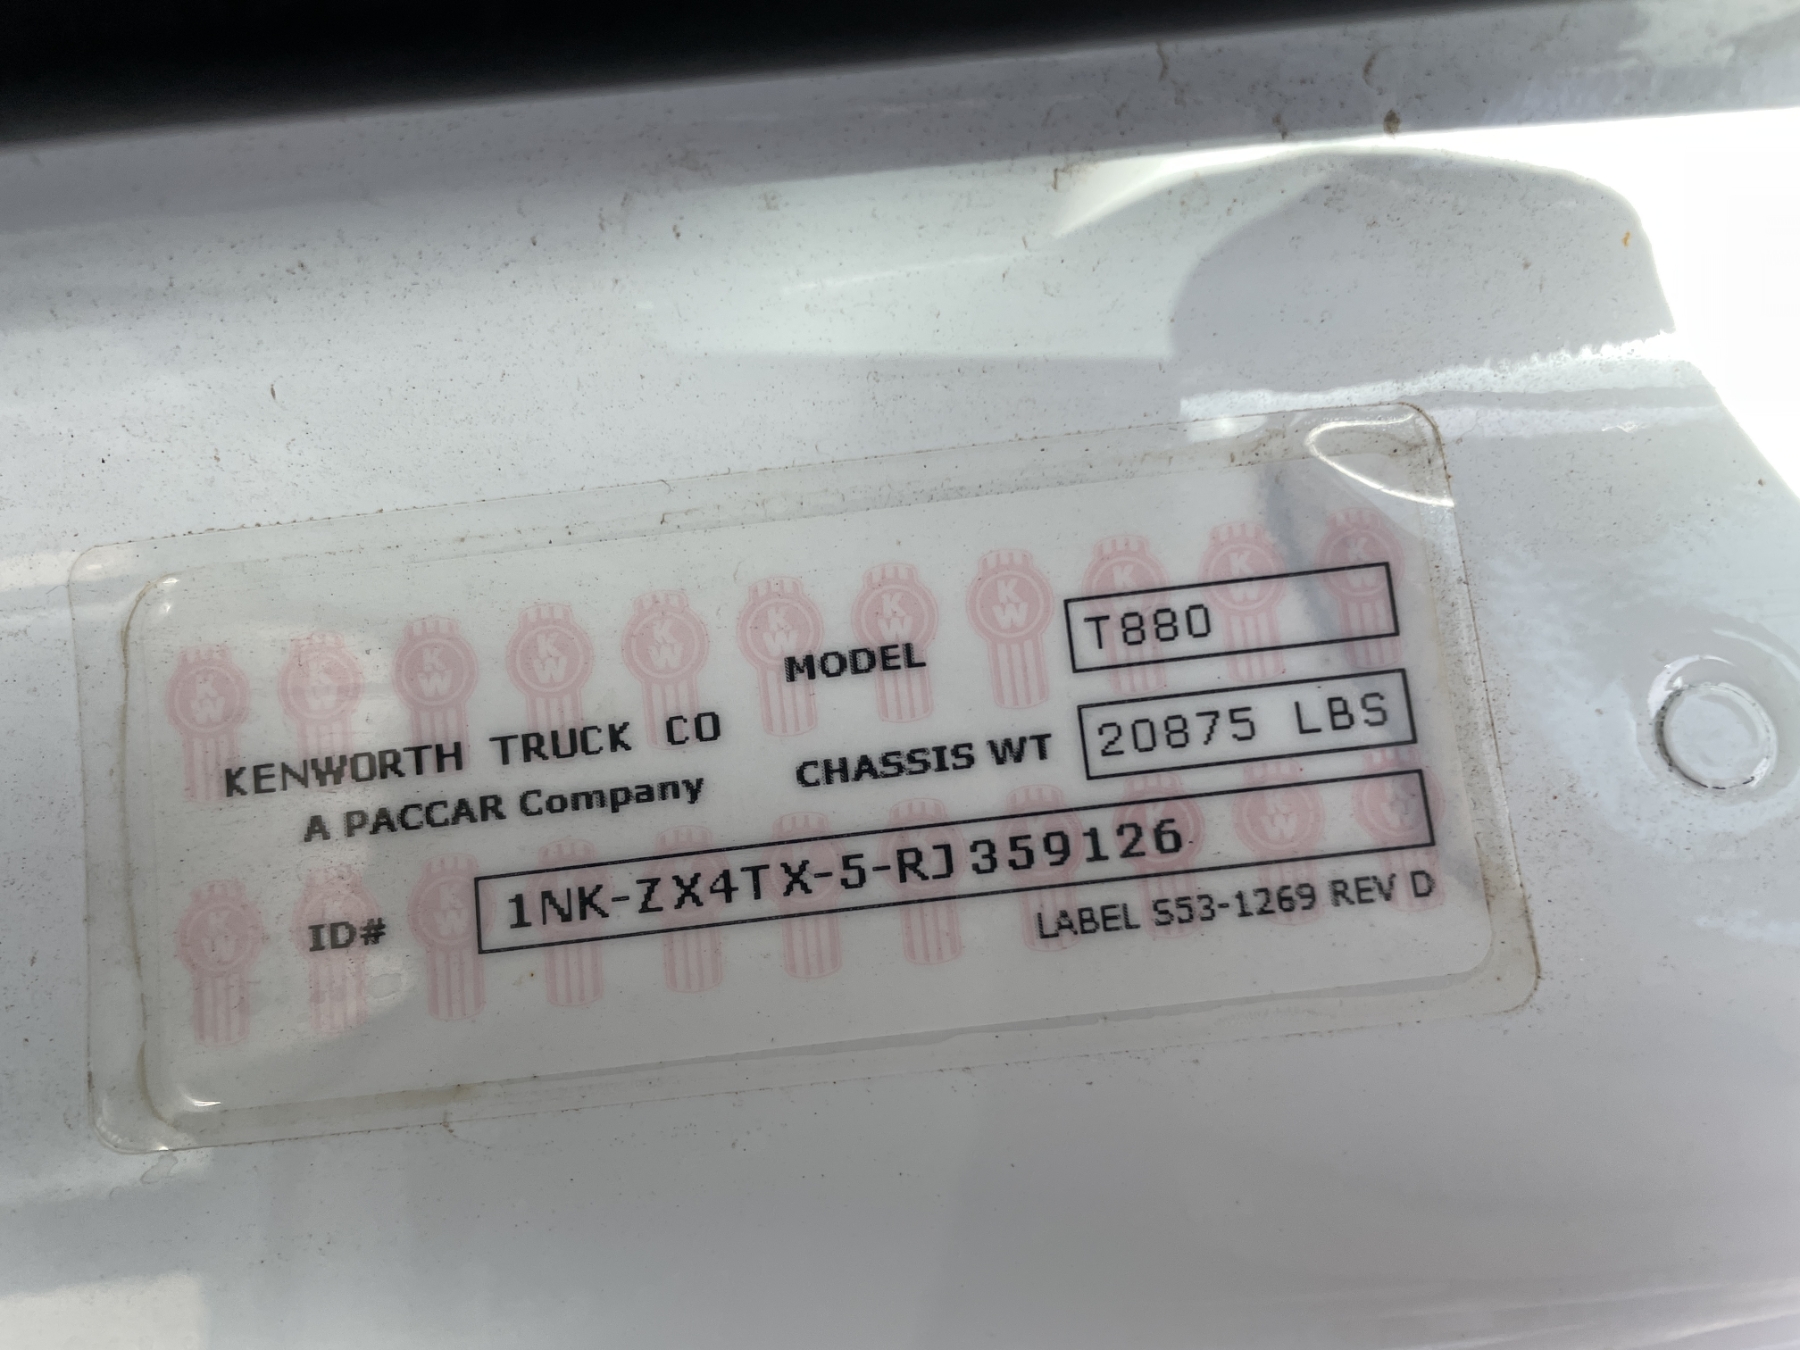 KENWORTH TRUCK CO
A PACCAR Company
MODEL T880
CHASSIS WT 20875 LBS
ID# 1NK-ZX4TX-5-RJ359126
LABEL S53-1269 REV D